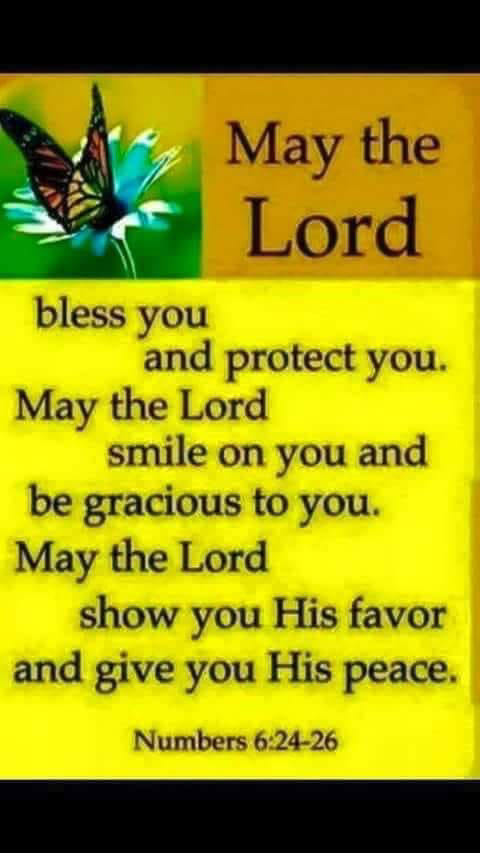 May the
Lord
bless you
and protect you.
May the Lord
smile on you and
be gracious to you.
May the Lord
show you His favor
and give you His peace.
Numbers 6:24-26